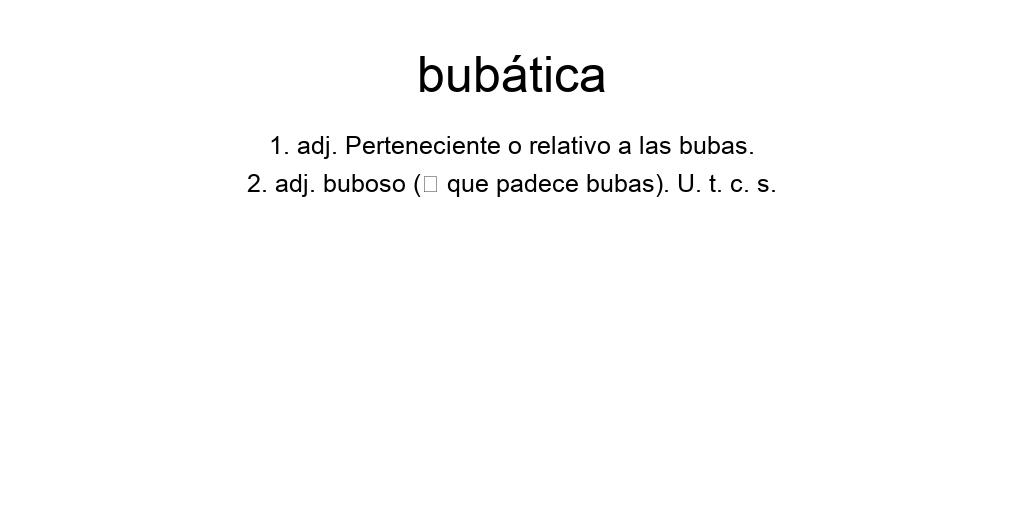 bubática
1. adj. Perteneciente o relativo a las bubas.
2. adj. buboso (□ que padece bubas). U. t. c. s.